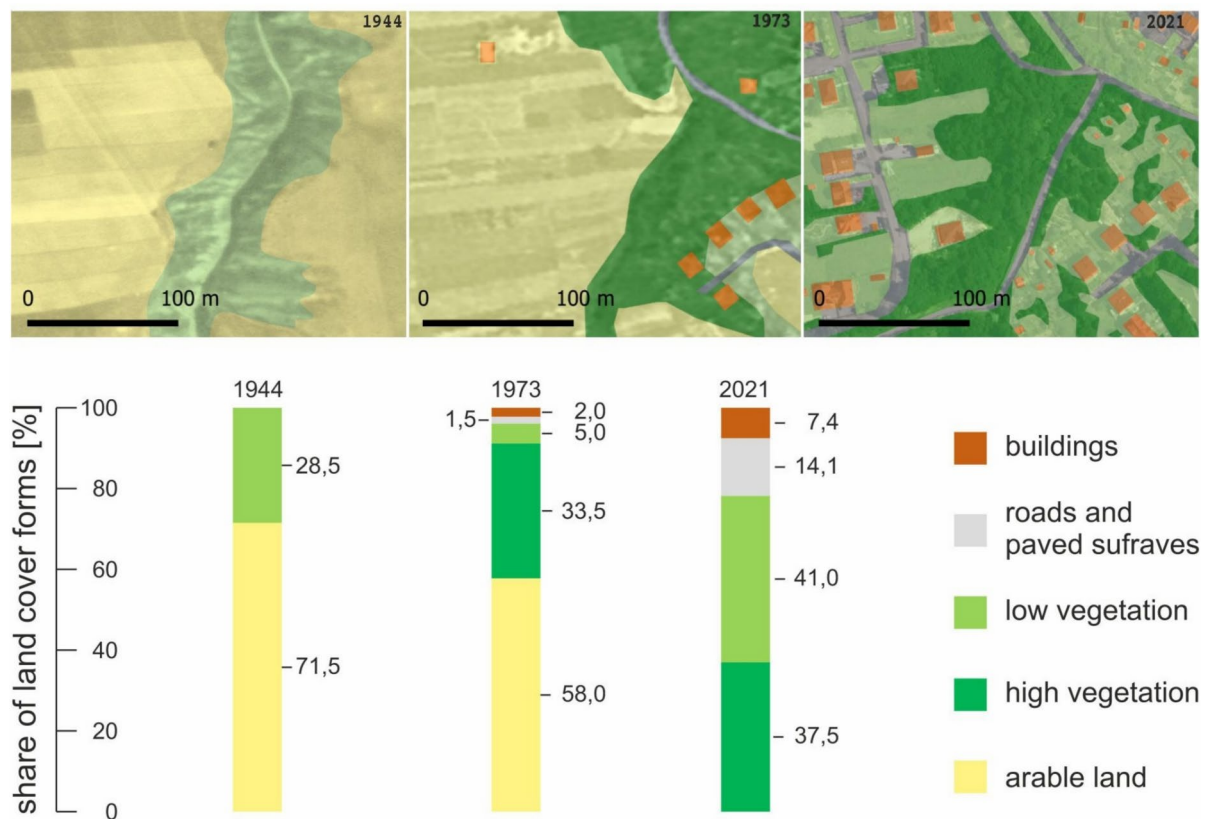 1944
1973
2021
0 100 m
0 100 m
0 100 m
share of land cover forms [%]
100
80
60
40
20
0
1944
28,5
71,5
1973
2,0
1,5
5,0
33,5
58,0
2021
7,4
14,1
41,0
37,5
buildings
roads and
paved sufraves
low vegetation
high vegetation
arable land